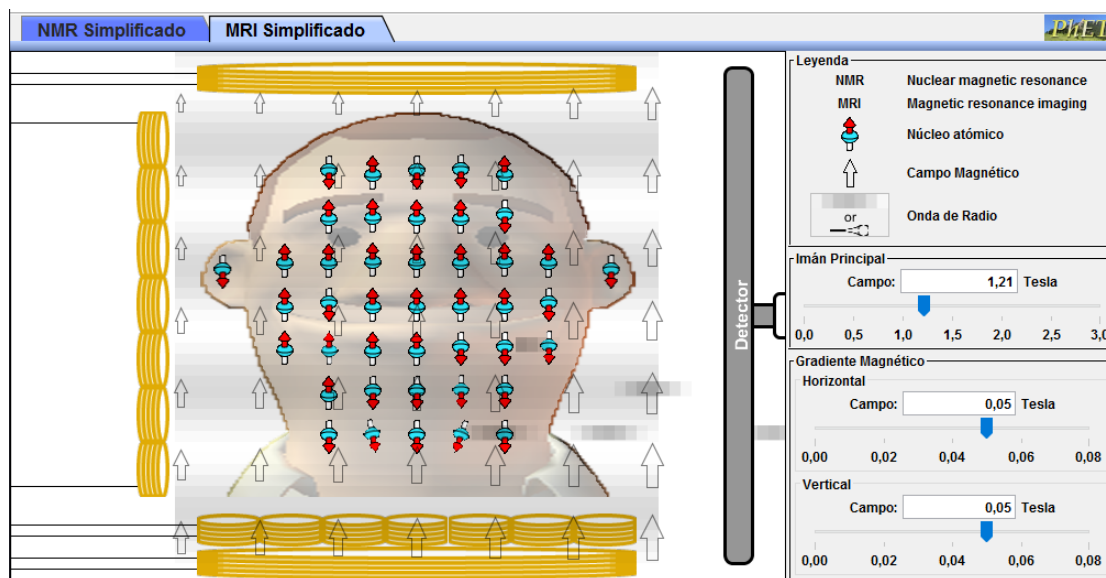 NMR Simplificado
MRI Simplificado
PhET
Leyenda
NMR Nuclear magnetic resonance
MRI Magnetic resonance imaging
Núcleo atómico
Campo Magnético
or
Onda de Radio
Detector
Imán Principal
Campo: 1,21 Tesla
0,0 0,5 1,0 1,5 2,0 2,5 3,0
Gradiente Magnético
Horizontal
Campo: 0,05 Tesla
0,00 0,02 0,04 0,06 0,08
Vertical
Campo: 0,05 Tesla
0,00 0,02 0,04 0,06 0,08